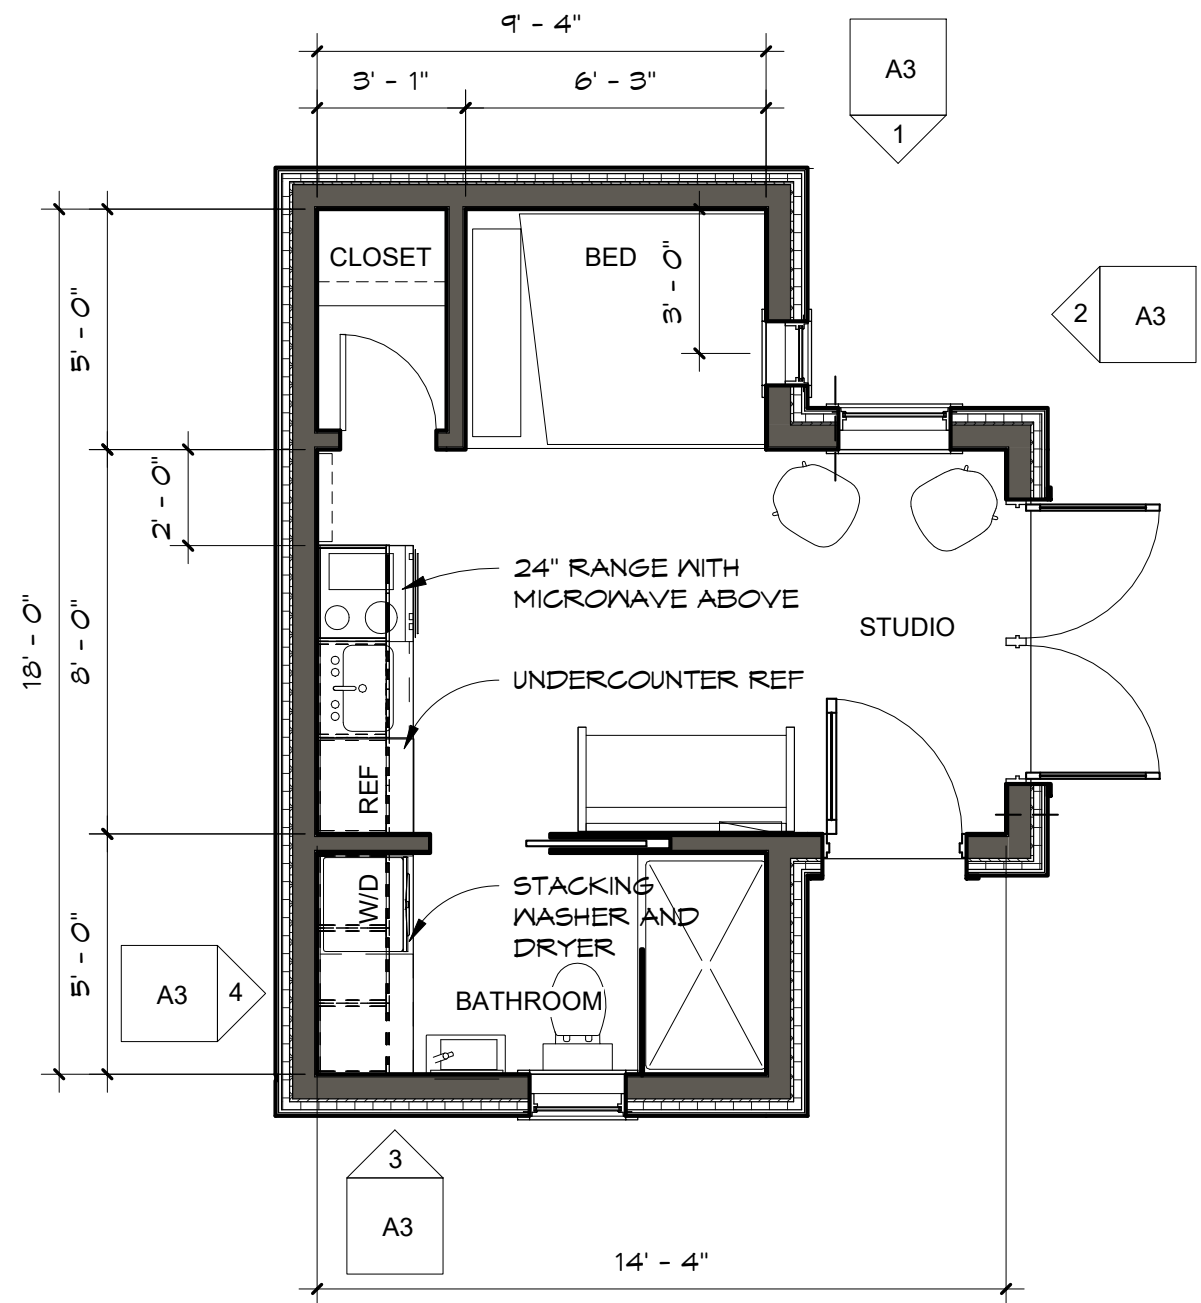 9' - 4"
3' - 1"
6' - 3"
A3
1
CLOSET
BED
3' - 0"
2
A3
5' - 0"
2' - 0"
24" RANGE WITH
MICROWAVE ABOVE
STUDIO
18' - 0"
8' - 0"
UNDERCOUNTER REF
REF
W/D
STACKING
WASHER AND
DRYER
5' - 0"
A3
4
BATHROOM
3
A3
14' - 4"